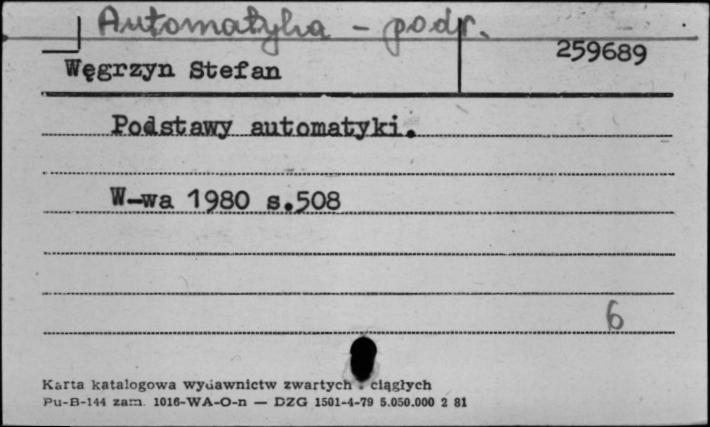 Automatyka - podr.
259689
Węgrzyn Stefan
Podstawy automatyki.
W-wa 1980 s.508
6
Karta katalogowa wydawnictw zwartych i ciągłych
Pu-B-144 zam. 1016-WA-O-n — DZG 1501-4-79 5.050.000 2 81